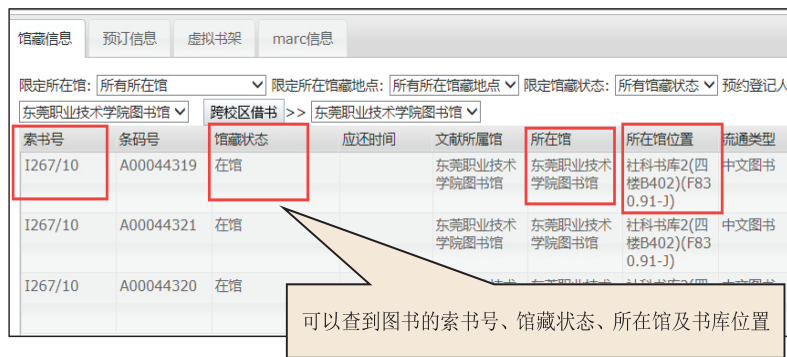 馆藏信息 预订信息 虚拟书架 marc信息
限定所在馆: 所有所在馆 限定所在馆藏地点: 所有所在馆藏地点 限定馆藏状态: 所有馆藏状态 预约登记人
东莞职业技术学院图书馆 跨校区借书 >> 东莞职业技术学院图书馆
索书号 条码号 馆藏状态 应还时间 文献所属馆 所在馆 所在馆位置 流通类型
I267/10 A00044319 在馆 东莞职业技术 东莞职业技术 社科书库2(四 中文图书
学院图书馆 学院图书馆 楼B402)(F83
0.91-J)
I267/10 A00044321 在馆 东莞职业技术 东莞职业技术 社科书库2(四 中文图书
学院图书馆 学院图书馆 楼B402)(F83
0.91-J)
I267/10 A00044320 在馆
可以查到图书的索书号、馆藏状态、所在馆及书库位置